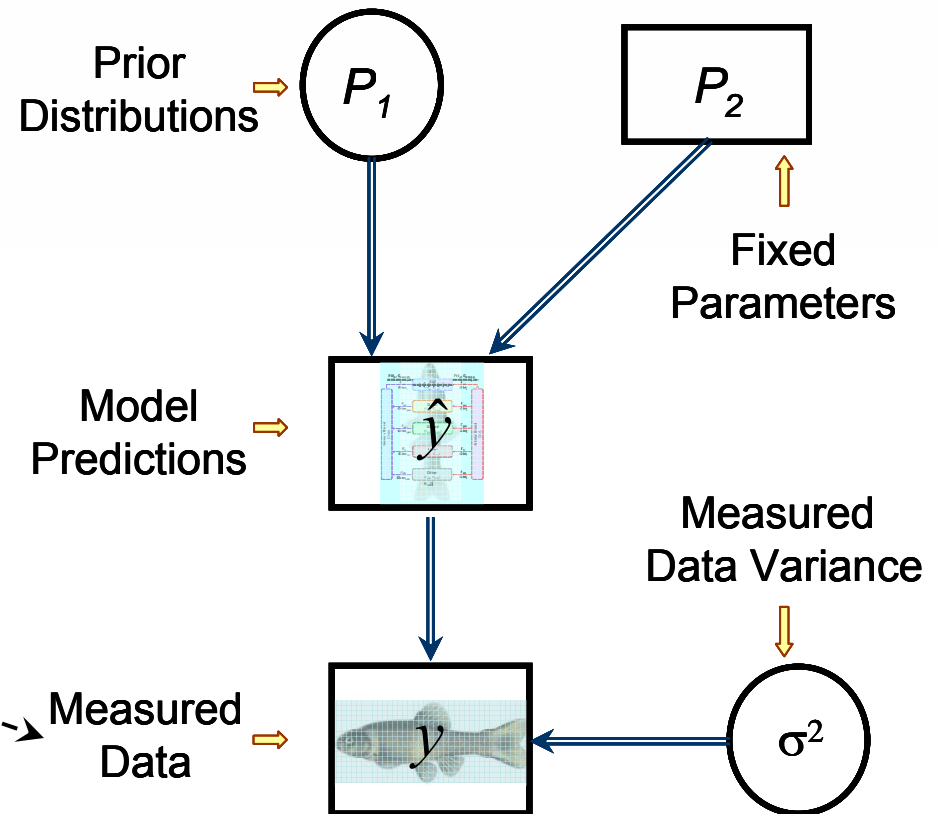 Prior
Distributions
P1
P2
Fixed
Parameters
Model
Predictions
ŷ
Measured
Data Variance
Measured
Data
y
σ2